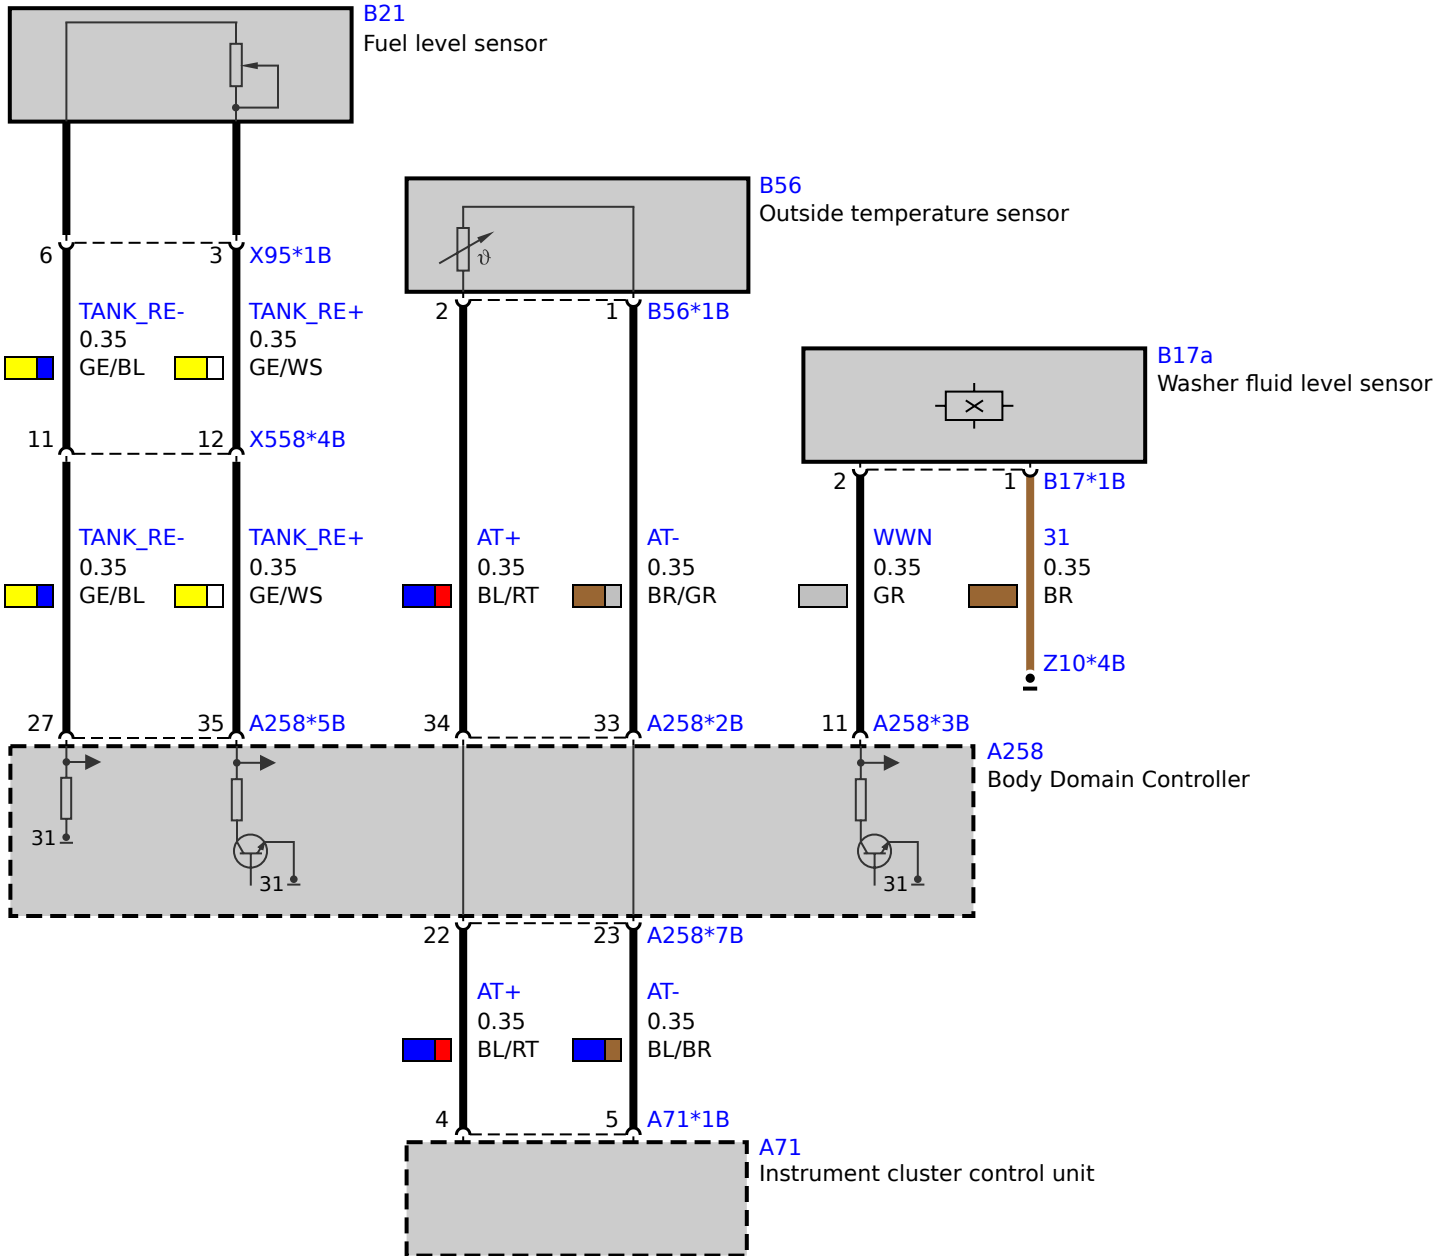 B21
Fuel level sensor
B56
Outside temperature sensor
ϑ
6 3 X95*1B
TANK_RE- TANK_RE+
0.35 0.35
GE/BL GE/WS
2 1 B56*1B
B17a
Washer fluid level sensor
11 12 X558*4B
2 1 B17*1B
TANK_RE- TANK_RE+ AT+ AT- WWN 31
0.35 0.35 0.35 0.35 0.35 0.35
GE/BL GE/WS BL/RT BR/GR GR BR
Z10*4B
27 35 A258*5B 34 33 A258*2B 11 A258*3B
A258
Body Domain Controller
31
31 31
22 23 A258*7B
AT+ AT-
0.35 0.35
BL/RT BL/BR
4 5 A71*1B
A71
Instrument cluster control unit